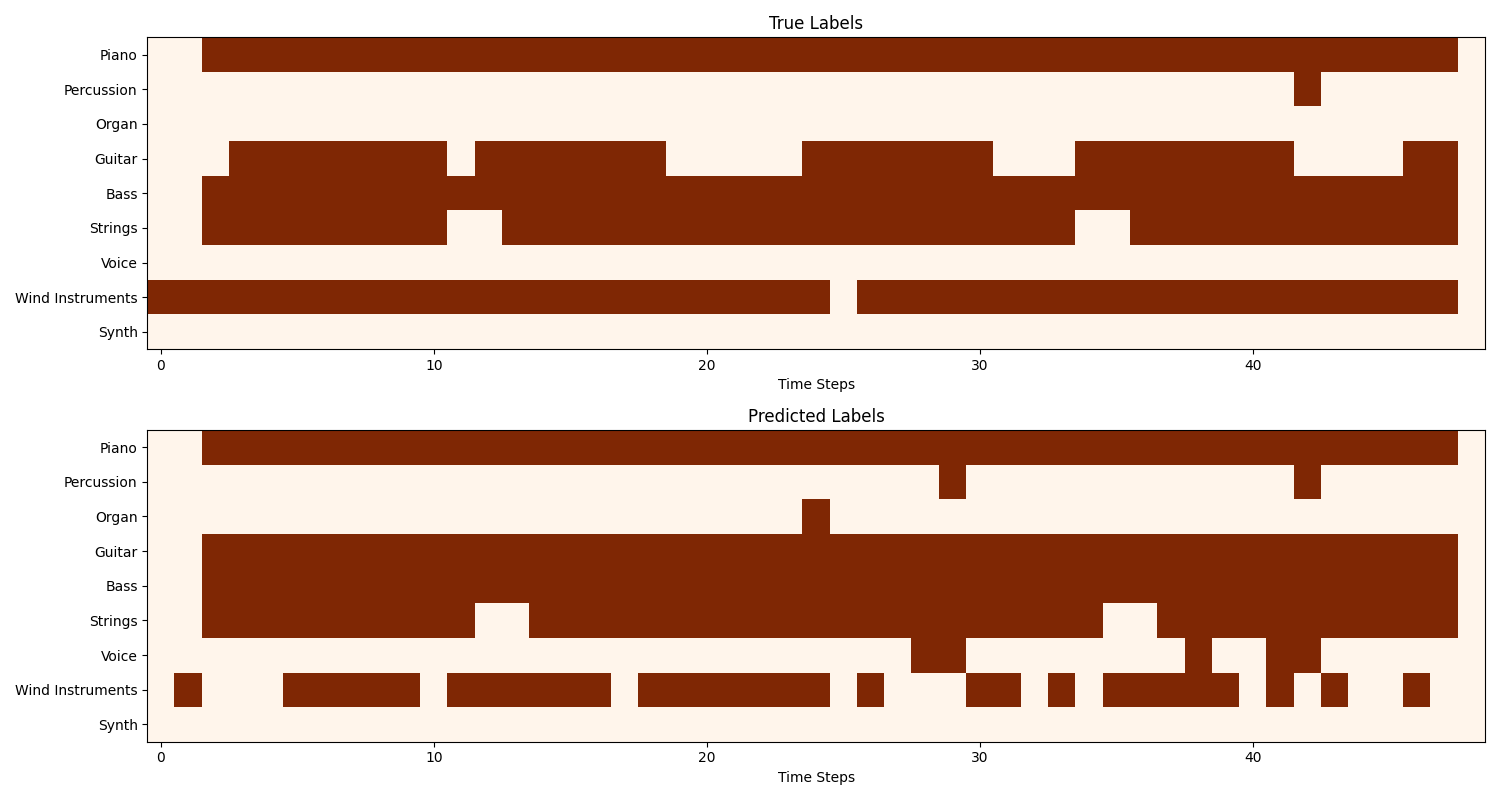 True Labels
Piano
Percussion
Organ
Guitar
Bass
Strings
Voice
Wind Instruments
Synth
0 10 20 30 40
Time Steps
Predicted Labels
Piano
Percussion
Organ
Guitar
Bass
Strings
Voice
Wind Instruments
Synth
0 10 20 30 40
Time Steps